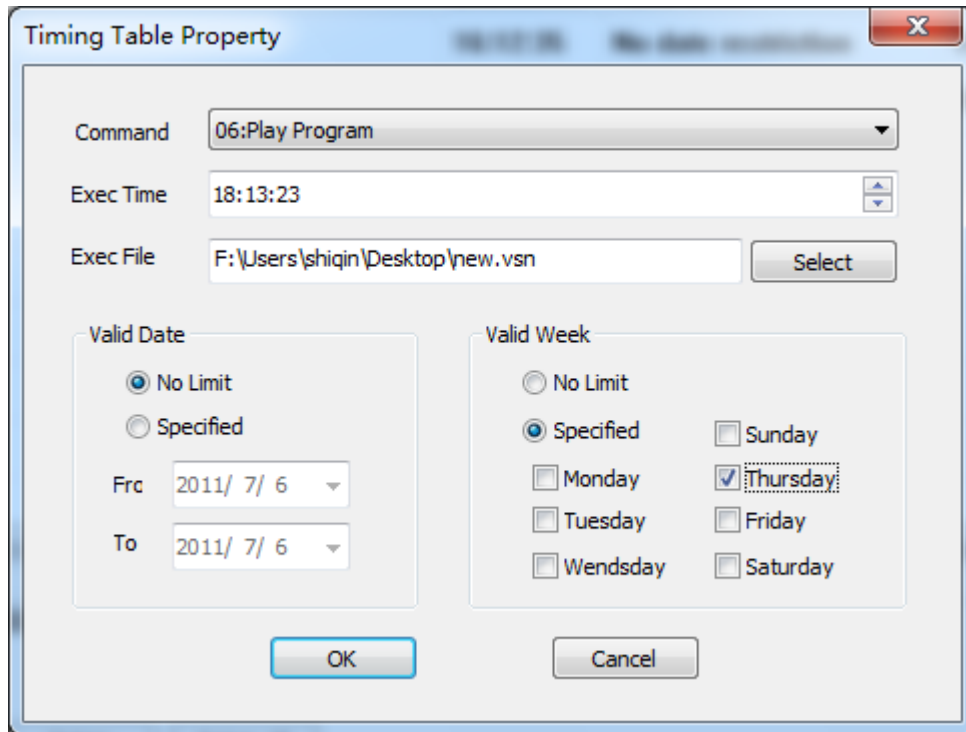 Timing Table Property
Command 06:Play Program
Exec Time 18:13:23
Exec File F:\Users\shiqin\Desktop\new.vsn Select
Valid Date
No Limit
Specified
Frc 2011/ 7/ 6
To 2011/ 7/ 6
Valid Week
No Limit
Specified Sunday
Monday Thursday
Tuesday Friday
Wendsday Saturday
OK Cancel